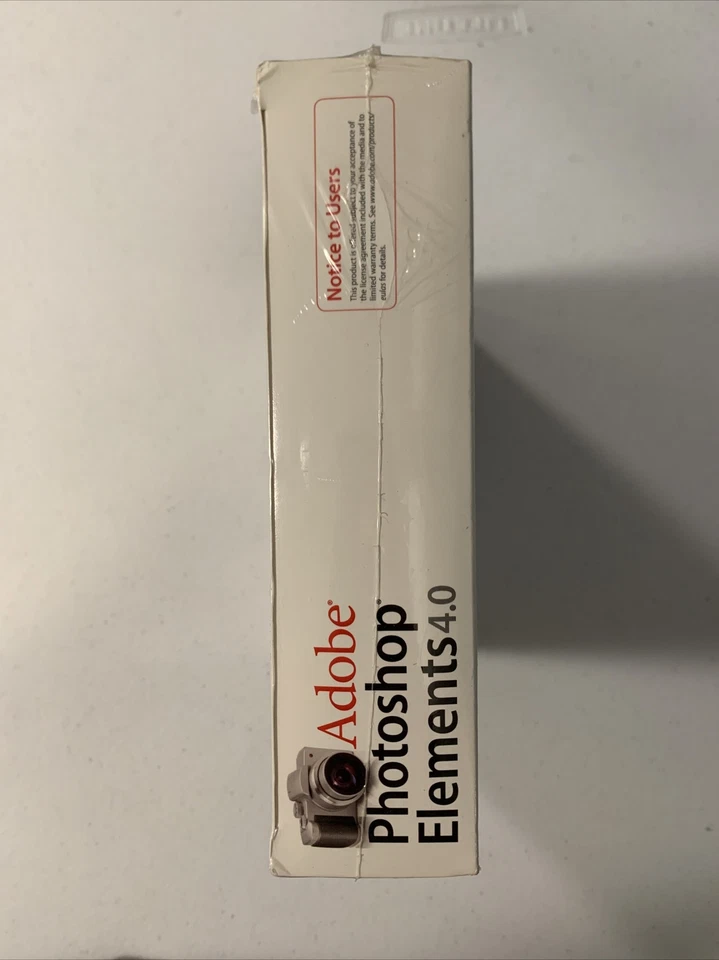 Adobe®
Photoshop®
Elements 4.0
Notice to Users
This product is offered subject to your acceptance of
the license agreement included with the media and to
limited warranty terms. See www.adobe.com/products/
eulas for details.